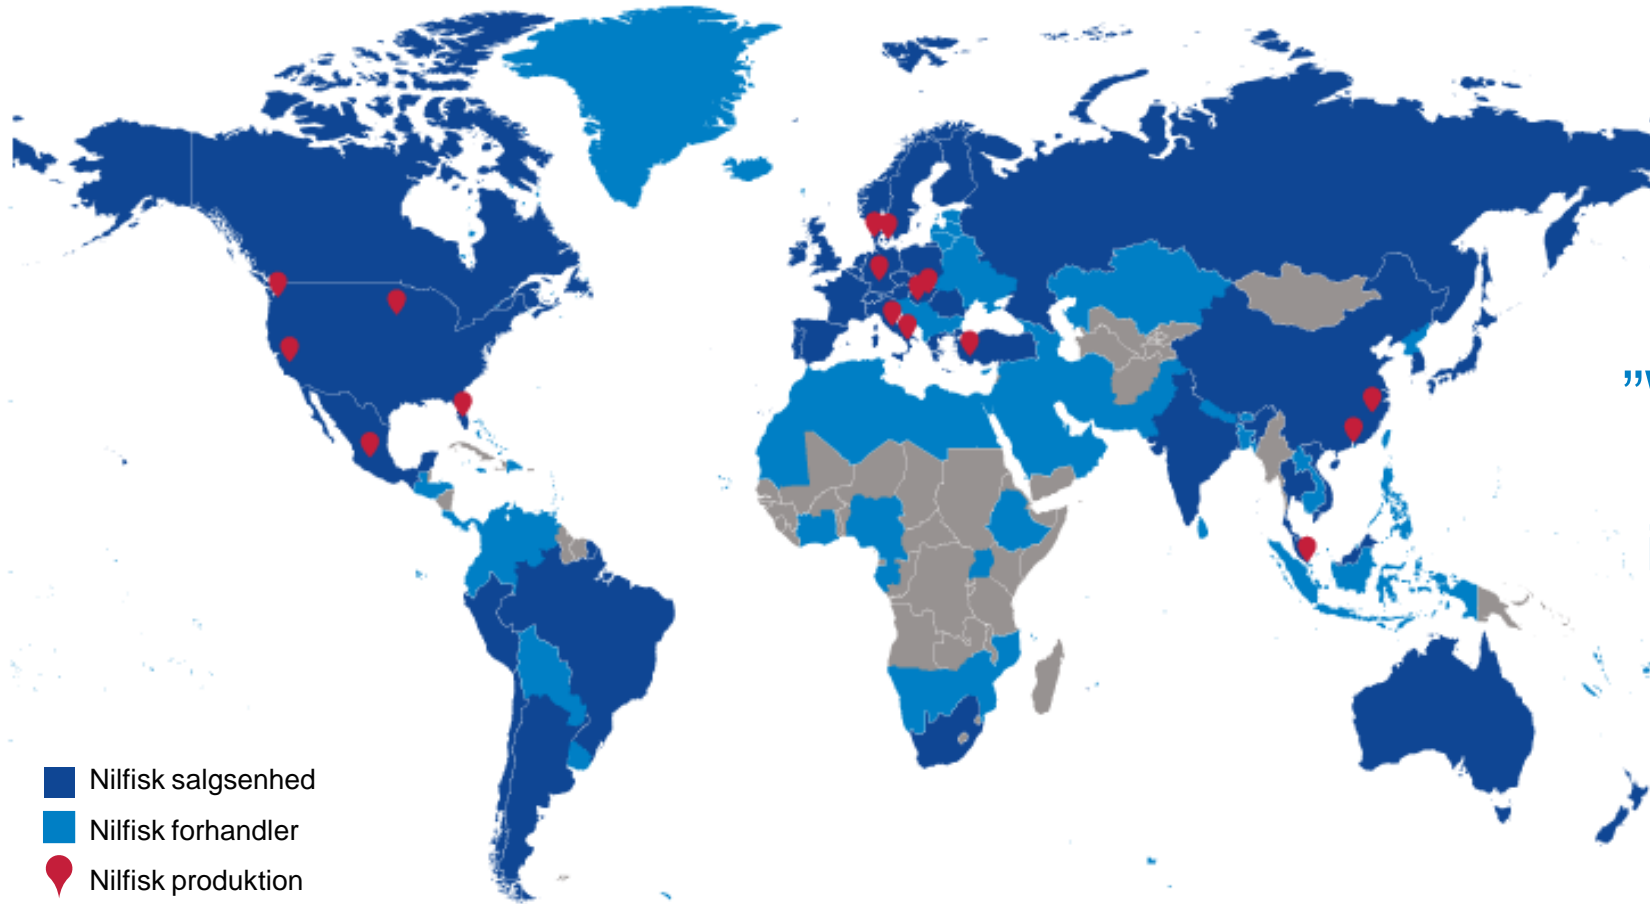 Nilfisk salgsenhed
Nilfisk forhandler
Nilfisk produktion